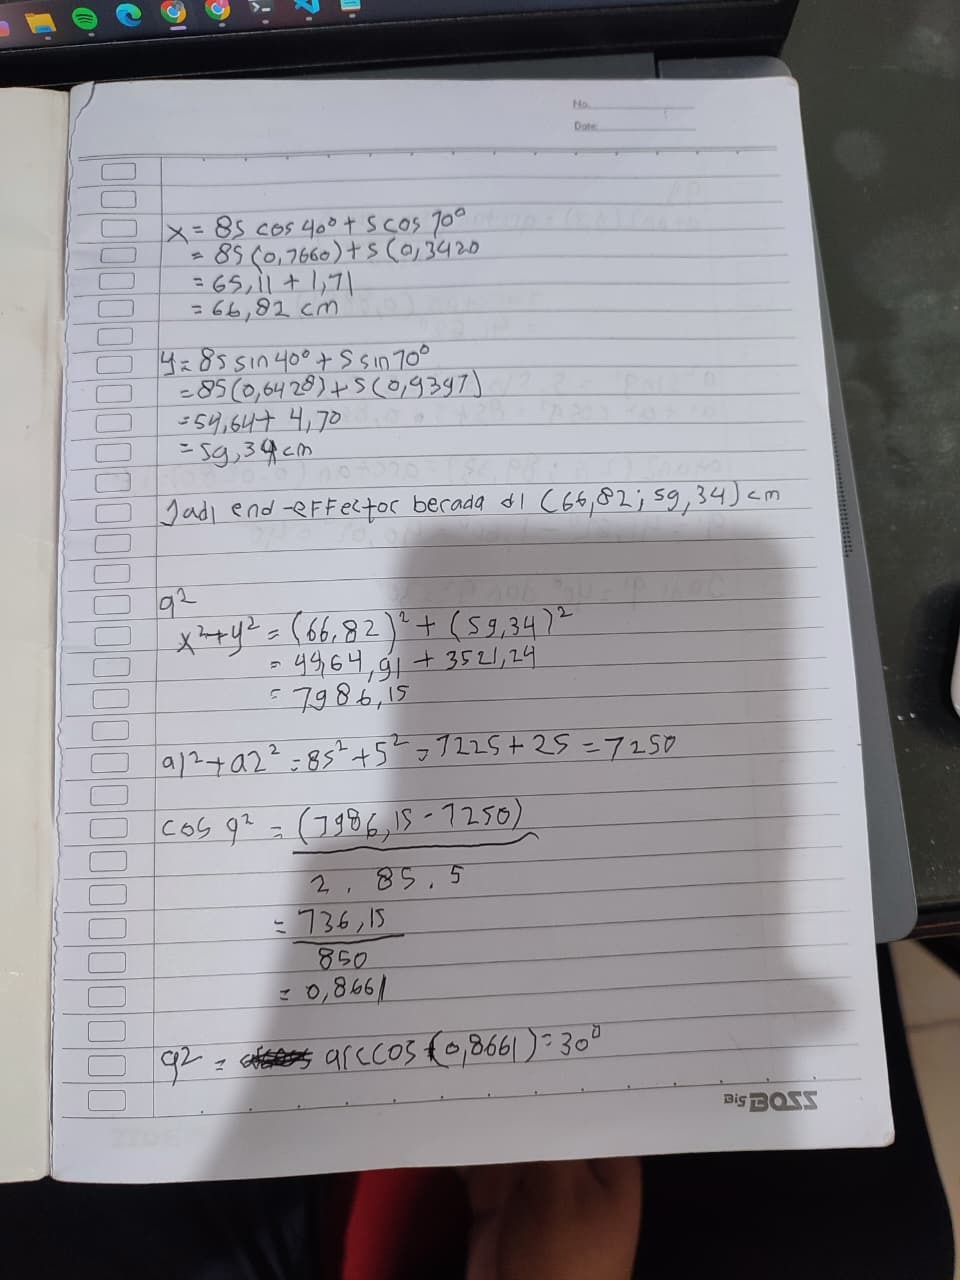 No.
Date:
x = 85 cos 40° + 5 cos 70°
= 85 (0,7660) + 5 (0,3420
= 65,11 + 1,71
= 66,82 cm
y = 85 sin 40° + 5 sin 70°
= 85 (0,6428) + 5 (0,9397)
= 54,64 + 4,70
= 59,34 cm
Jadi end-effector berada di (66,82 ; 59,34) cm
q2
x² + y² = (66,82)² + (59,34)²
= 4464,91 + 3521,24
= 7986,15
a1² + a2² = 85² + 5² = 7225 + 25 = 7250
cos q2 = (7986,15 - 7250)
2 . 85 . 5
= 736,15
850
= 0,8661
q2 = arccos (0,8661) = 30°
Big BOSS